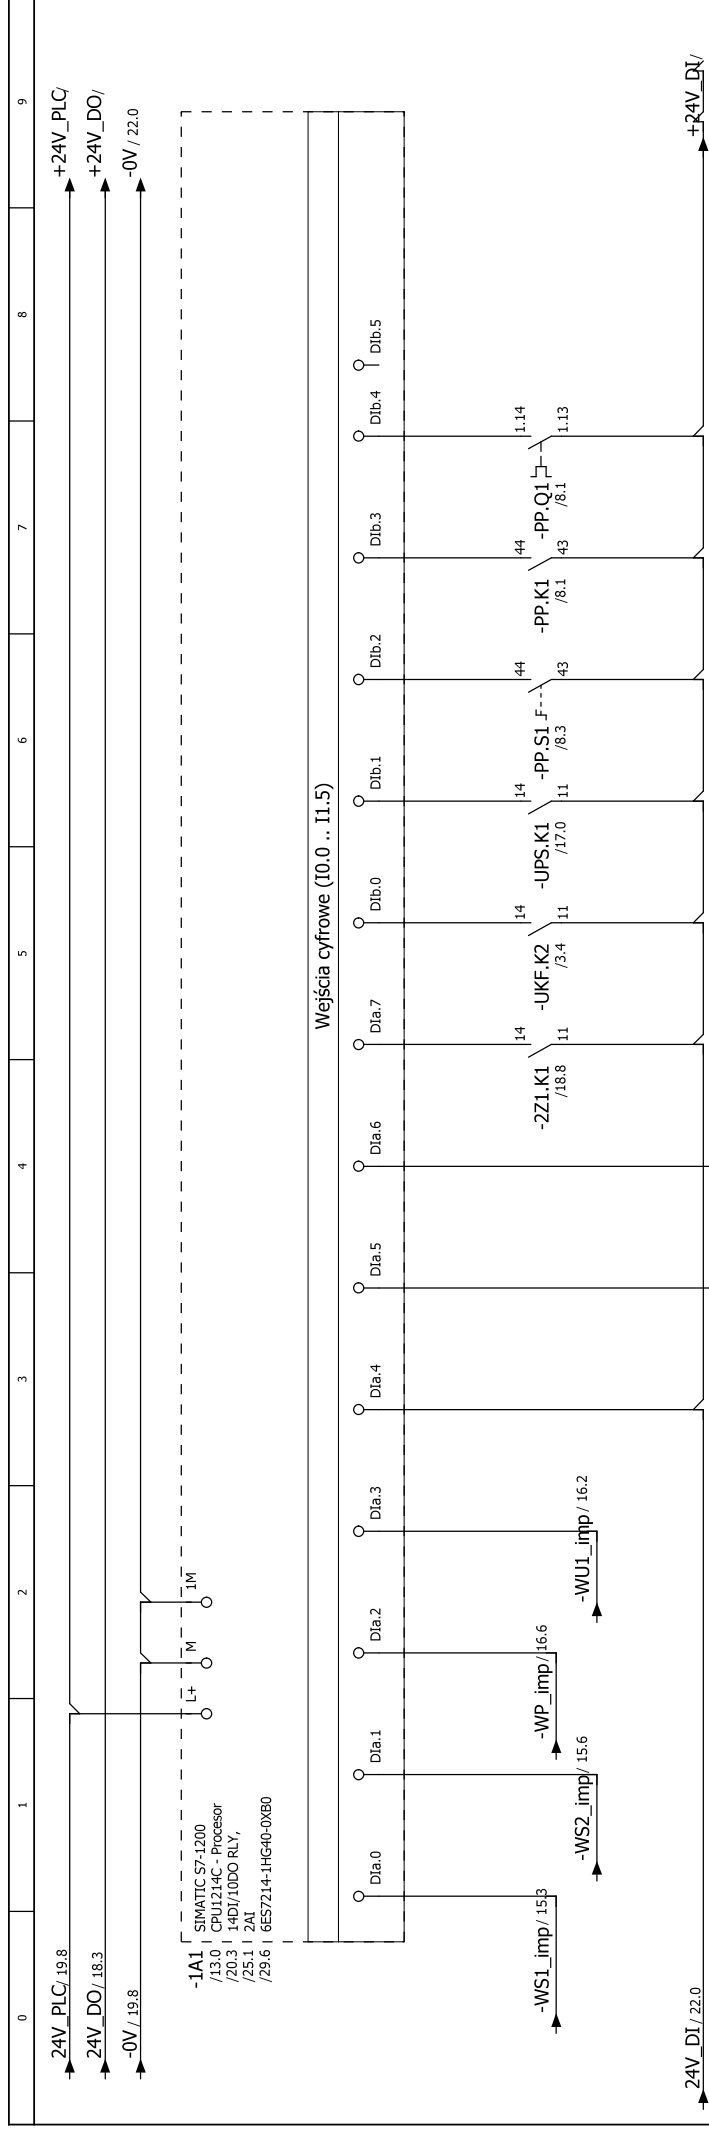 0
1
2
3
4
5
6
7
8
9
24V_PLC / 19.8
+24V_PLC/
24V_DO / 18.3
+24V_DO/
-0V / 19.8
-0V / 22.0
-1A1
/13.0
/20.3
/25.1
/29.6
SIMATIC S7-1200
CPU1214C - Procesor
14DI/10DO RLY,
2AI
6ES7214-1HG40-0XB0
L+
M
1M
Wejścia cyfrowe (I0.0 .. I1.5)
DIa.0
DIa.1
DIa.2
DIa.3
DIa.4
DIa.5
DIa.6
DIa.7
DIb.0
DIb.1
DIb.2
DIb.3
DIb.4
DIb.5
-WS1_imp / 15.3
-WS2_imp / 15.6
-WP_imp / 16.6
-WU1_imp / 16.2
14
-2Z1.K1
/18.8
11
14
-UKF.K2
/3.4
11
14
-UPS.K1
/17.0
11
44
-PP.S1
/8.3
43
44
-PP.K1
/8.1
43
1.14
-PP.Q1
/8.1
1.13
24V_DI / 22.0
+24V_DI/